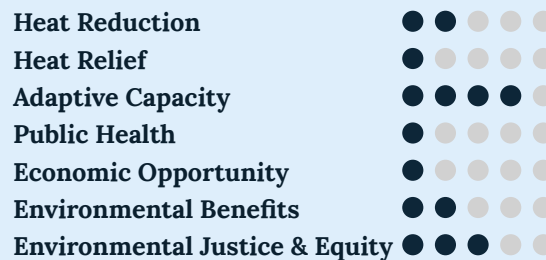 Heat Reduction
Heat Relief
Adaptive Capacity
Public Health
Economic Opportunity
Environmental Benefits
Environmental Justice & Equity